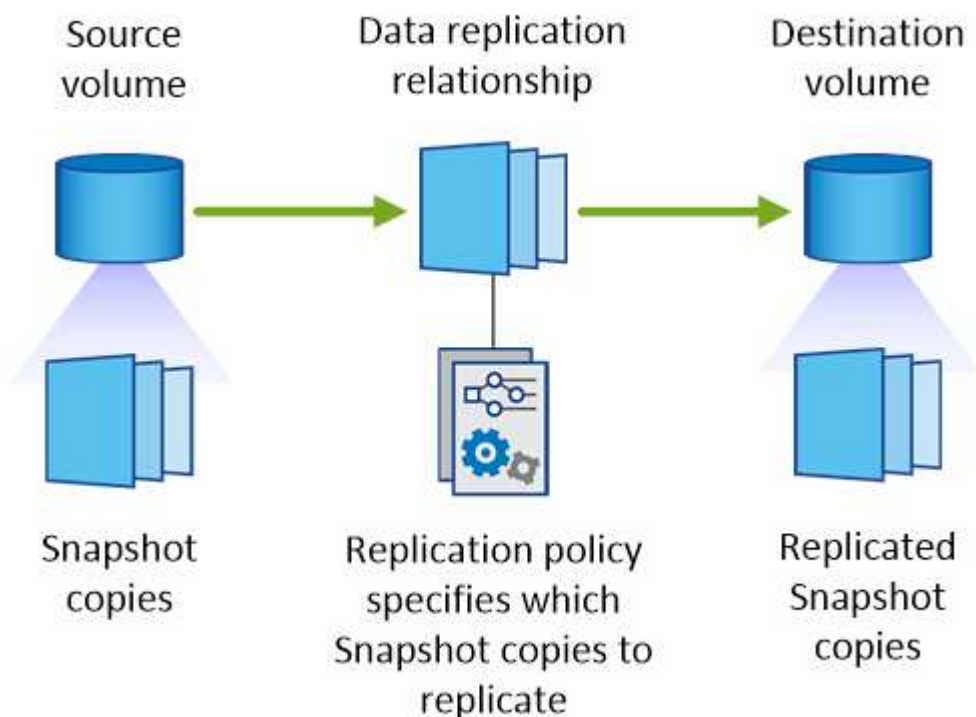 Source
volume
Data replication
relationship
Destination
volume
Snapshot
copies
Replication policy
specifies which
Snapshot copies to
replicate
Replicated
Snapshot
copies